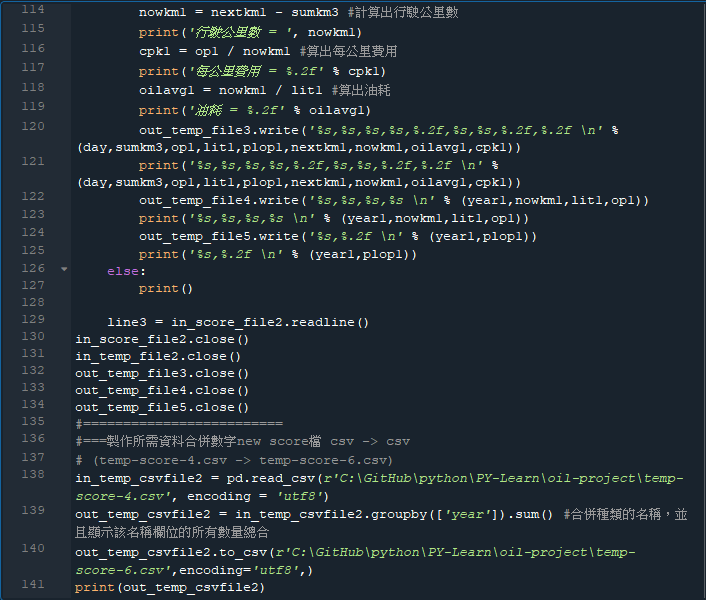 114 nowkm1 = nextkm1 - sumkm3 #計算出行駛公里數
115 print('行駛公里數 = ', nowkm1)
116 cpk1 = op1 / nowkm1 #算出每公里費用
117 print('每公里費用 = %.2f' % cpk1)
118 oilavg1 = nowkm1 / lit1 #算出油耗
119 print('油耗 = %.2f' % oilavg1)
120 out_temp_file3.write('%s,%s,%s,%s,%.2f,%s,%s,%.2f,%.2f \n' %
(day,sumkm3,op1,lit1,plop1,nextkm1,nowkm1,oilavg1,cpk1))
121 print('%s,%s,%s,%s,%.2f,%s,%s,%.2f,%.2f \n' %
(day,sumkm3,op1,lit1,plop1,nextkm1,nowkm1,oilavg1,cpk1))
122 out_temp_file4.write('%s,%s,%s,%s \n' % (year1,nowkm1,lit1,op1))
123 print('%s,%s,%s,%s \n' % (year1,nowkm1,lit1,op1))
124 out_temp_file5.write('%s,%.2f \n' % (year1,plop1))
125 print('%s,%.2f \n' % (year1,plop1))
126 else:
127 print()
128
129 line3 = in_score_file2.readline()
130 in_score_file2.close()
131 in_temp_file2.close()
132 out_temp_file3.close()
133 out_temp_file4.close()
134 out_temp_file5.close()
135 #=========================
136 #===製作所需資料合併數字new score檔 csv -> csv
137 # (temp-score-4.csv -> temp-score-6.csv)
138 in_temp_csvfile2 = pd.read_csv(r'C:\GitHub\python\PY-Learn\oil-project\temp-
score-4.csv', encoding = 'utf8')
139 out_temp_csvfile2 = in_temp_csvfile2.groupby(['year']).sum() #合併種類的名稱，並
且顯示該名稱欄位的所有數量總合
140 out_temp_csvfile2.to_csv(r'C:\GitHub\python\PY-Learn\oil-project\temp-
score-6.csv',encoding='utf8',)
141 print(out_temp_csvfile2)